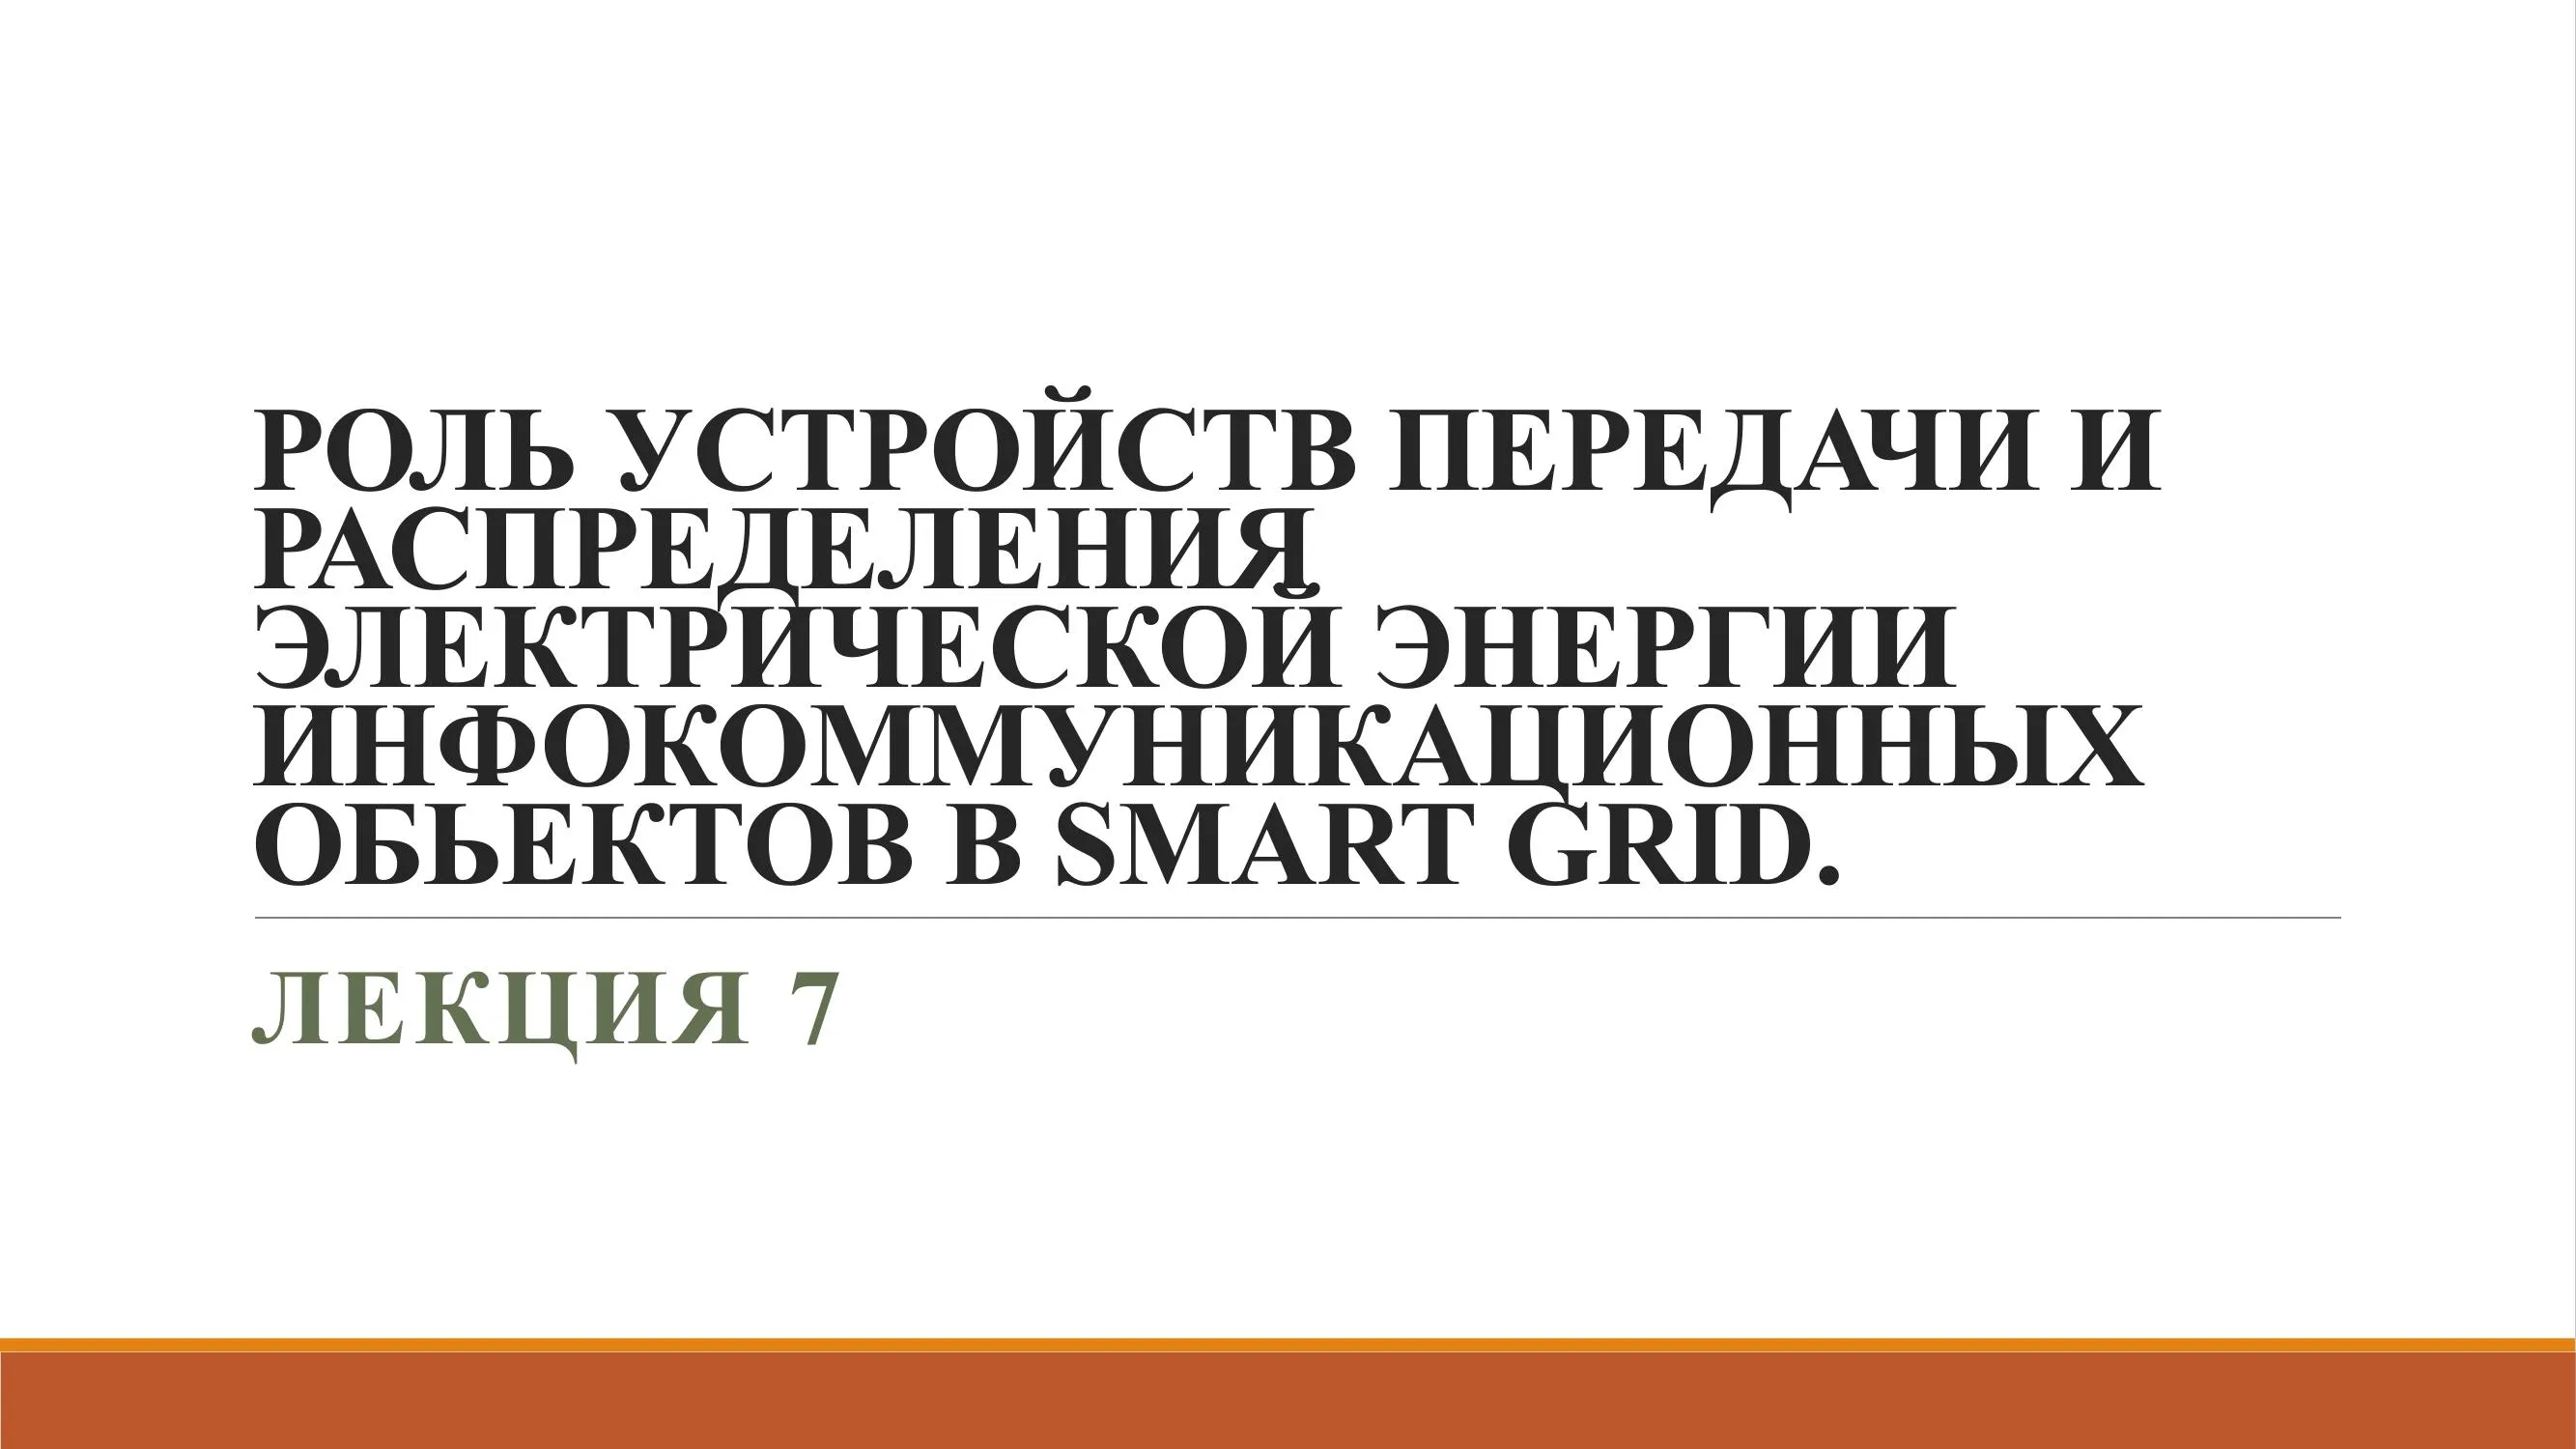 РОЛЬ УСТРОЙСТВ ПЕРЕДАЧИ И
РАСПРЕДЕЛЕНИЯ
ЭЛЕКТРИЧЕСКОЙ ЭНЕРГИИ
ИНФОКОММУНИКАЦИОННЫХ
ОБЬЕКТОВ В SMART GRID.
ЛЕКЦИЯ 7